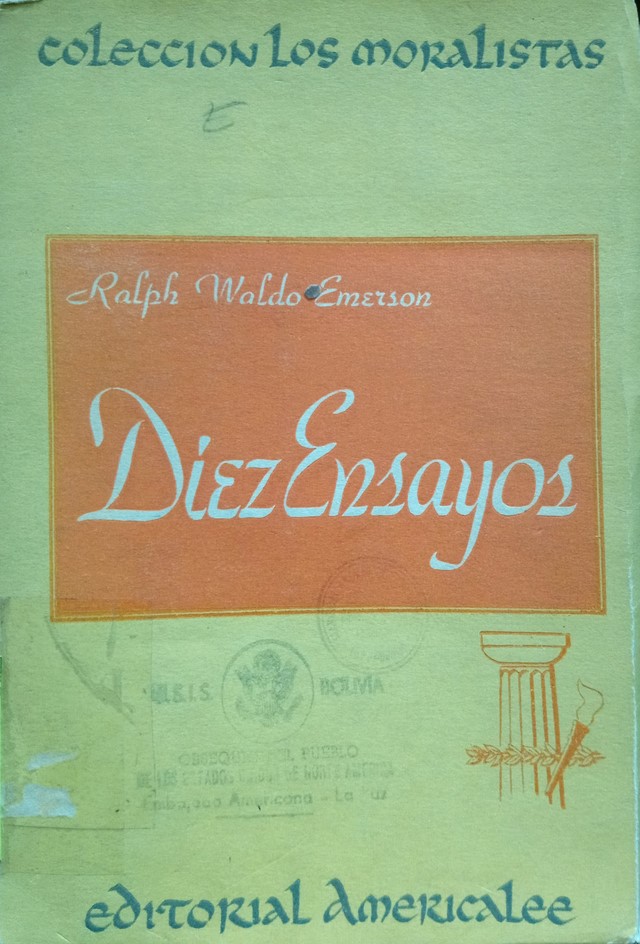 COLECCION LOS MORALISTAS
E
Ralph Waldo Emerson
Diez Ensayos
U.S.I.S. BOLIVIA
OBSEQUIO DEL PUEBLO
DE LOS ESTADOS UNIDOS DE NORTE AMERICA
Embajada Americana - La Paz
EDITORIAL AMERICALEE